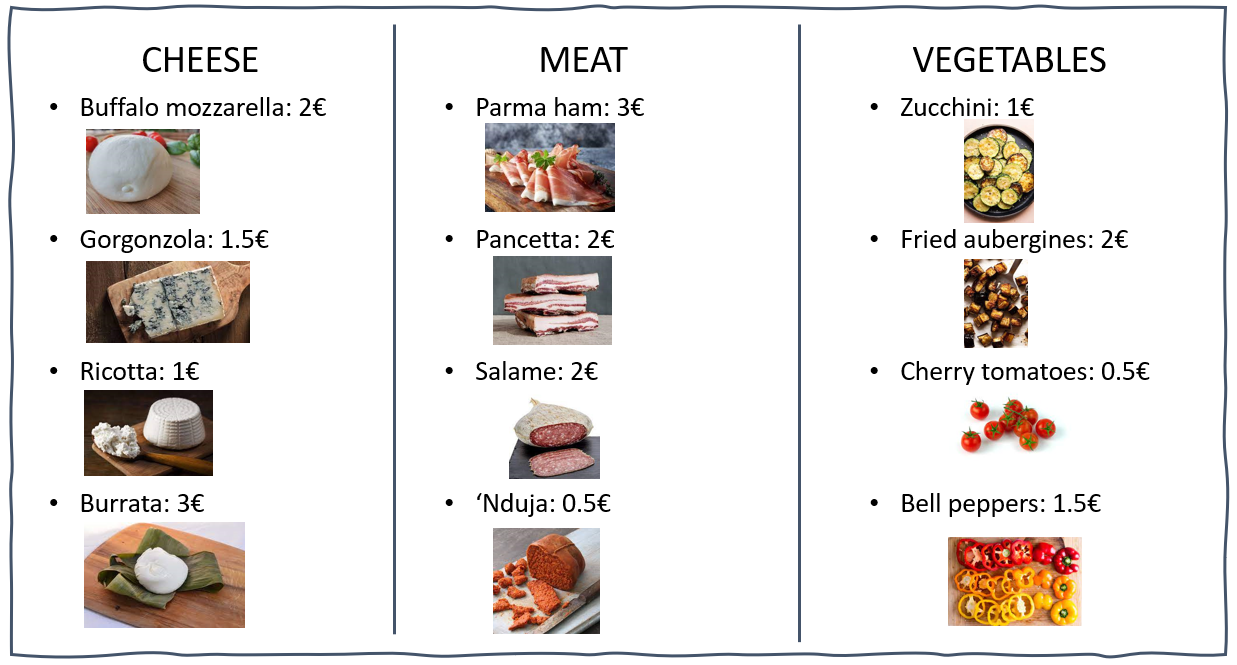 CHEESE
• Buffalo mozzarella: 2€
• Gorgonzola: 1.5€
• Ricotta: 1€
• Burrata: 3€
MEAT
• Parma ham: 3€
• Pancetta: 2€
• Salame: 2€
• ‘Nduja: 0.5€
VEGETABLES
• Zucchini: 1€
• Fried aubergines: 2€
• Cherry tomatoes: 0.5€
• Bell peppers: 1.5€